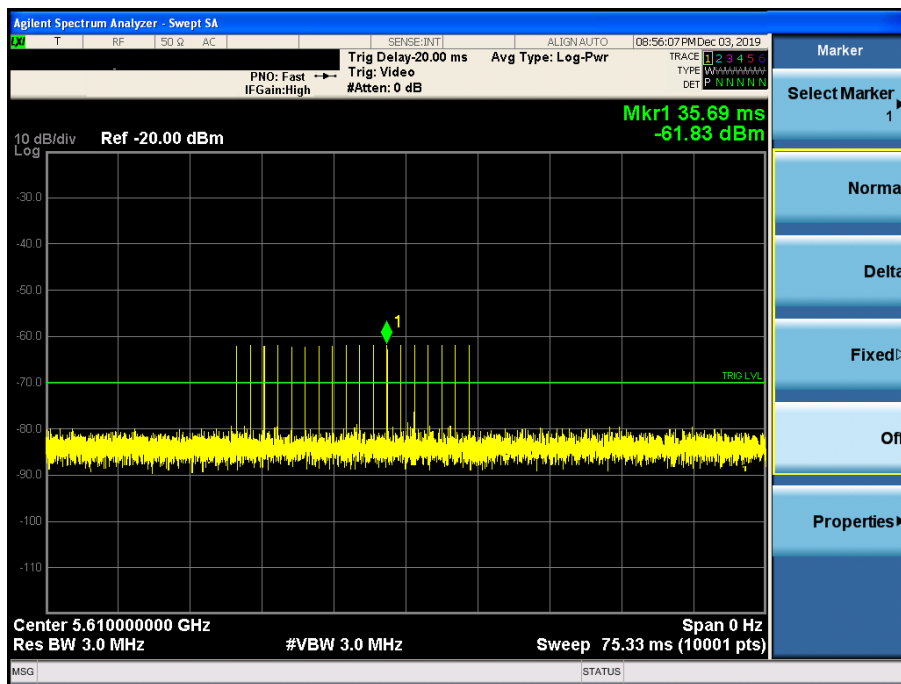 Agilent Spectrum Analyzer - Swept SA
LXI T RF 50 Ω AC SENSE:INT ALIGN AUTO 08:56:07 PM Dec 03, 2019
Marker
Trig Delay-20.00 ms Avg Type: Log-Pwr TRACE 1 2 3 4 5 6
PNO: Fast Trig: Video TYPE WWWWWW
IFGain:High #Atten: 0 dB DET P N N N N N
Select Marker
1
Mkr1 35.69 ms
-61.83 dBm
10 dB/div Ref -20.00 dBm
Log
Norma
-30.0
-40.0
Delta
-50.0
1
-60.0
Fixed
-70.0
TRIG LVL
-80.0
Off
-90.0
-100
Properties
-110
Center 5.610000000 GHz Span 0 Hz
Res BW 3.0 MHz #VBW 3.0 MHz Sweep 75.33 ms (10001 pts)
MSG STATUS